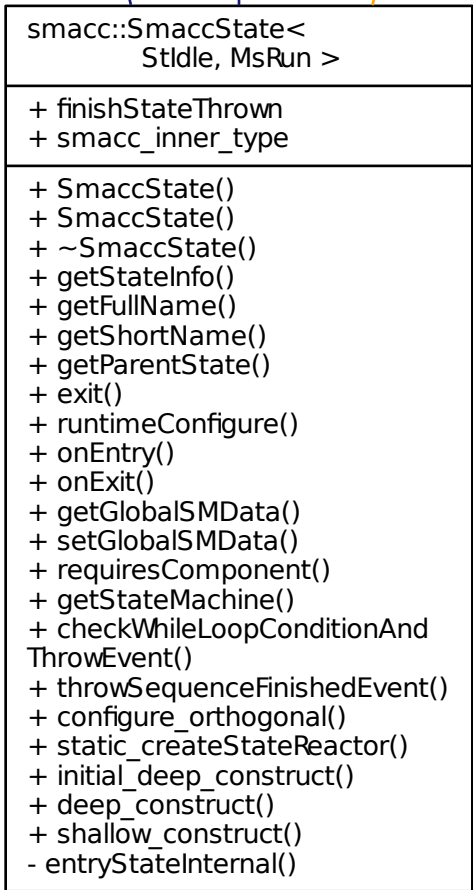 smacc::SmaccState<
StIdle, MsRun >
+ finishStateThrown
+ smacc_inner_type
+ SmaccState()
+ SmaccState()
+ ~SmaccState()
+ getStateInfo()
+ getFullName()
+ getShortName()
+ getParentState()
+ exit()
+ runtimeConfigure()
+ onEntry()
+ onExit()
+ getGlobalSMData()
+ setGlobalSMData()
+ requiresComponent()
+ getStateMachine()
+ checkWhileLoopConditionAnd
ThrowEvent()
+ throwSequenceFinishedEvent()
+ configure_orthogonal()
+ static_createStateReactor()
+ initial_deep_construct()
+ deep_construct()
+ shallow_construct()
- entryStateInternal()